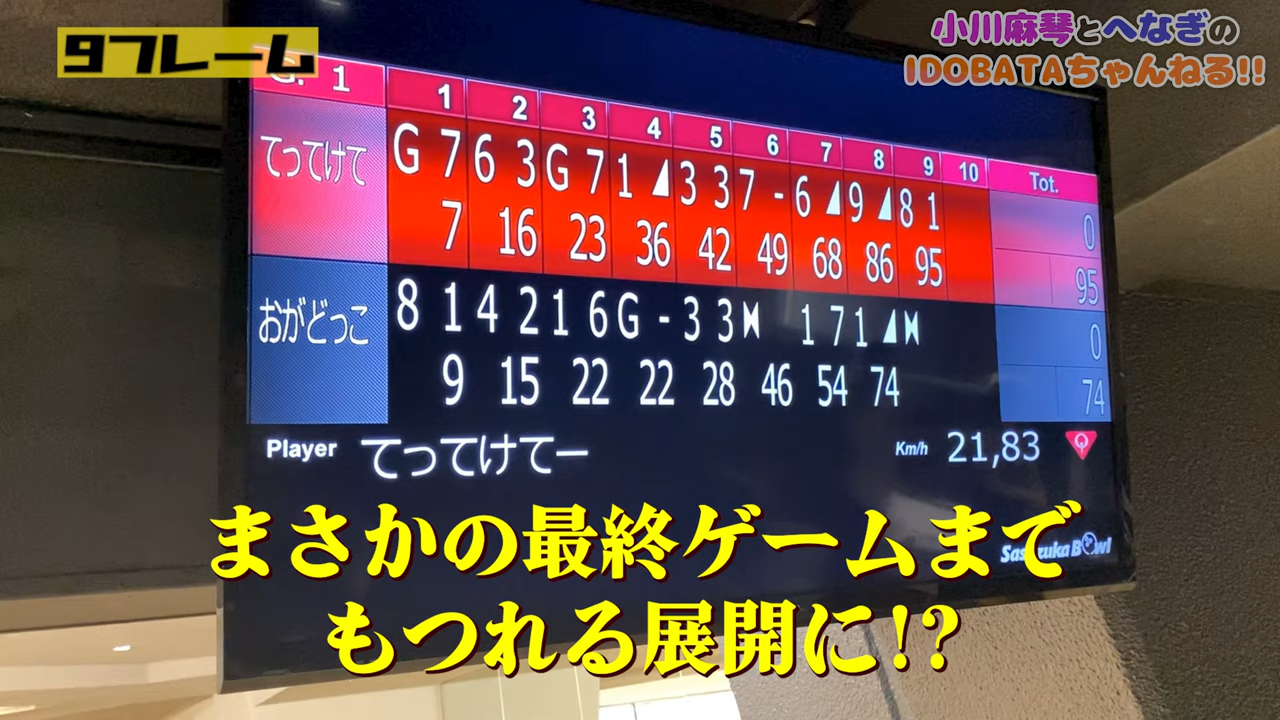 9フレーム
小川麻琴とへなぎの
IDOBATAちゃんねる!!
G. 1
1 2 3 4 5 6 7 8 9 10 Tot.
てってけて
G 7 6 3 G 7 1 ◢ 3 3 7 - 6 ◢ 9 ◢ 8 1 0
7 16 23 36 42 49 68 86 95 95
おがどっこ
8 1 4 2 1 6 G - 3 3 ⧓ 1 7 1 ◢ ⧓ 0
9 15 22 22 28 46 54 74 74
Player てってけてー Km/h 21,83
Sasazuka Bowl
まさかの最終ゲームまで
もつれる展開に!?